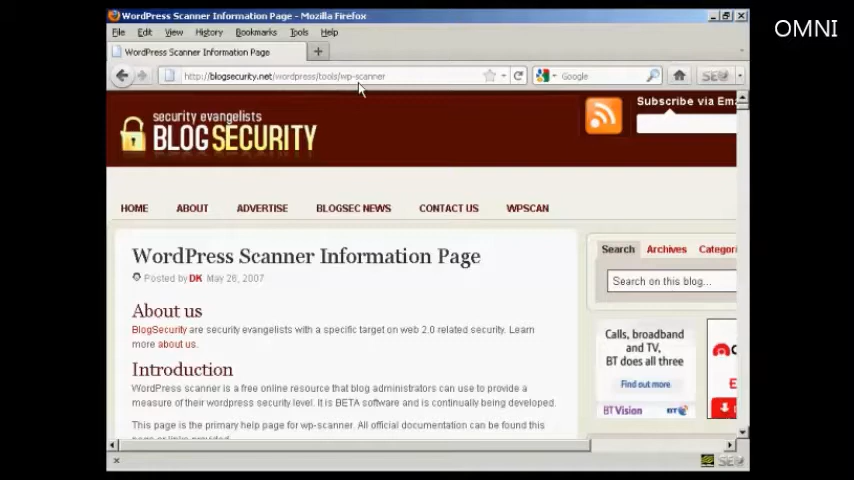 OMNI
WordPress Scanner Information Page - Mozilla Firefox
File Edit View History Bookmarks Tools Help
WordPress Scanner Information Page
http://blogsecurity.net/wordpress/tools/wp-scanner
Google
SEO
security evangelists
BLOGSECURITY
Subscribe via Ema
HOME ABOUT ADVERTISE BLOGSEC NEWS CONTACT US WPSCAN
WordPress Scanner Information Page
Posted by DK May 26, 2007
About us
BlogSecurity are security evangelists with a specific target on web 2.0 related security. Learn
more about us.
Introduction
WordPress scanner is a free online resource that blog administrators can use to provide a
measure of their wordpress security level. It is BETA software and is continually being developed.
This page is the primary help page for wp-scanner. All official documentation can be found this
Search Archives Categori
Search on this blog...
Calls, broadband
and TV,
BT does all three
Find out more
BT Vision BT